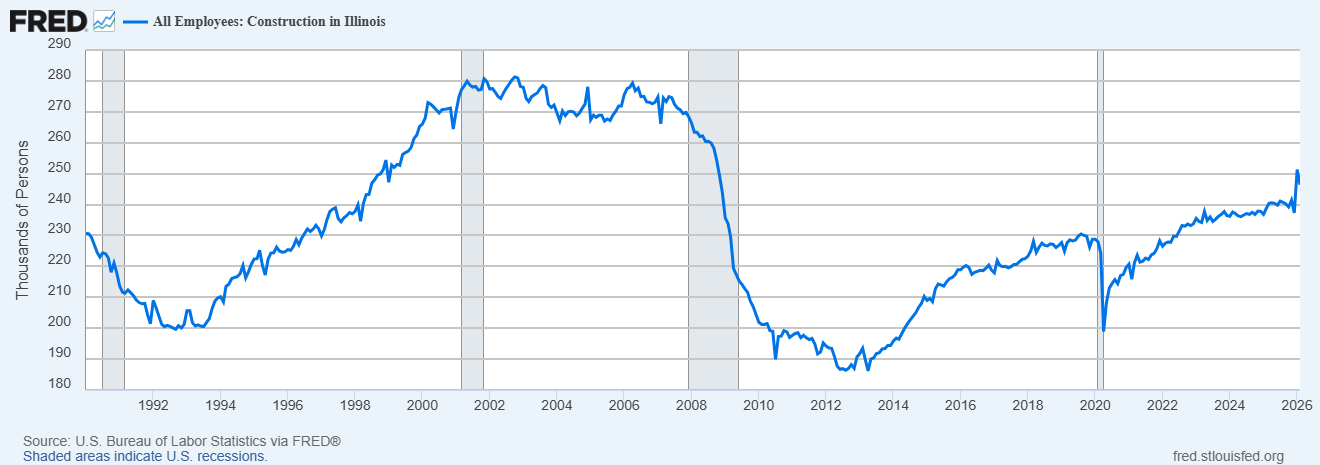 FRED® All Employees: Construction in Illinois
290
280
270
260
250
240
230
220
210
200
190
180
Thousands of Persons
1992 1994 1996 1998 2000 2002 2004 2006 2008 2010 2012 2014 2016 2018 2020 2022 2024 2026
Source: U.S. Bureau of Labor Statistics via FRED®
Shaded areas indicate U.S. recessions.
fred.stlouisfed.org